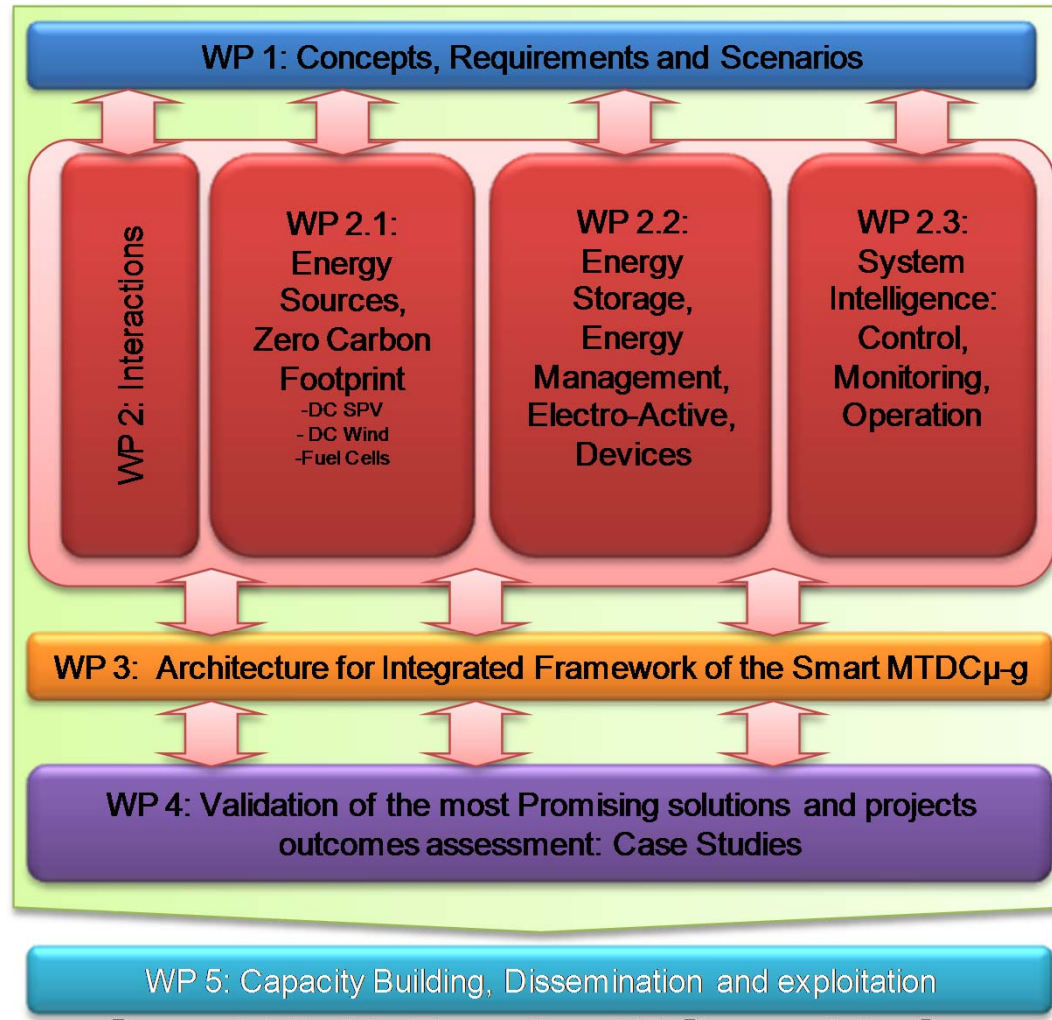 WP 1: Concepts, Requirements and Scenarios
WP 2: Interactions
WP 2.1:
Energy
Sources,
Zero Carbon
Footprint
-DC SPV
- DC Wind
-Fuel Cells
WP 2.2:
Energy
Storage,
Energy
Management,
Electro-Active,
Devices
WP 2.3:
System
Intelligence:
Control,
Monitoring,
Operation
WP 3: Architecture for Integrated Framework of the Smart MTDCµ-g
WP 4: Validation of the most Promising solutions and projects
outcomes assessment: Case Studies
WP 5: Capacity Building, Dissemination and exploitation